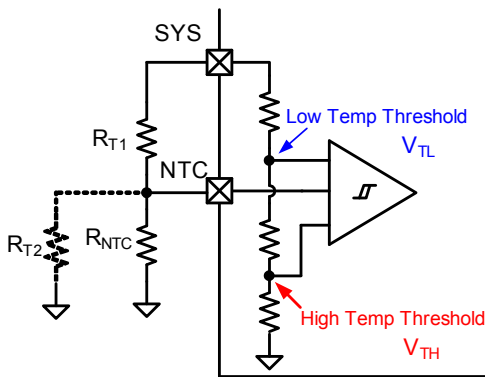 SYS
Low Temp Threshold
V_TL
R_T1
NTC
R_T2
R_NTC
High Temp Threshold
V_TH